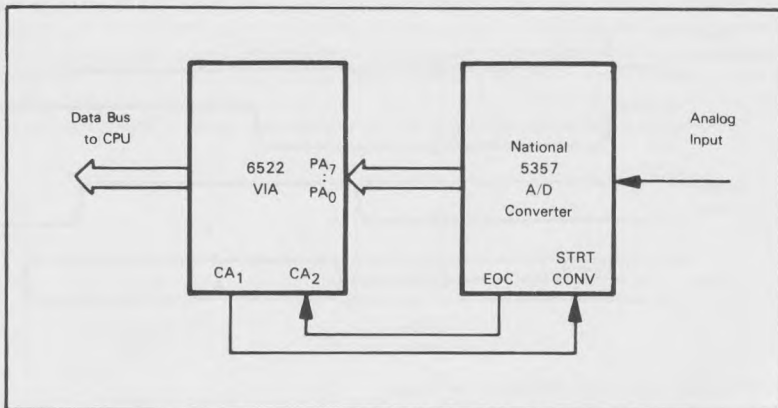 Data Bus
to CPU
6522
VIA
PA7
⋮
PA0
CA1
CA2
National
5357
A/D
Converter
EOC
STRT
CONV
Analog
Input